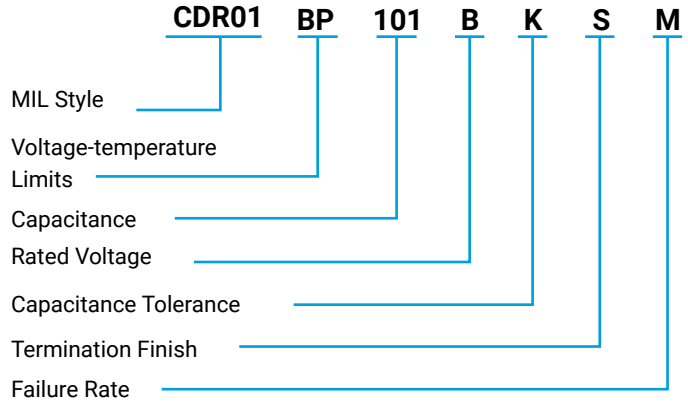 CDR01 BP 101 B K S M
MIL Style
Voltage-temperature
Limits
Capacitance
Rated Voltage
Capacitance Tolerance
Termination Finish
Failure Rate